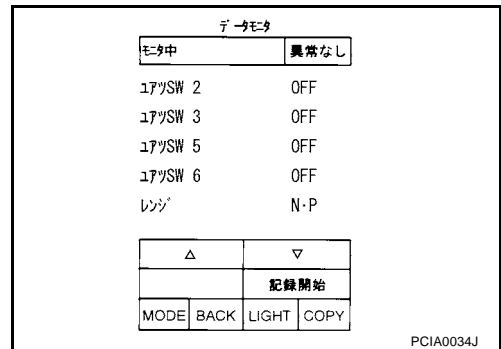 データモニタ
モニタ中 異常なし
ユアツSW 2 OFF
ユアツSW 3 OFF
ユアツSW 5 OFF
ユアツSW 6 OFF
レンジ N·P
△ ▽
記録開始
MODE BACK LIGHT COPY
PCIA0034J